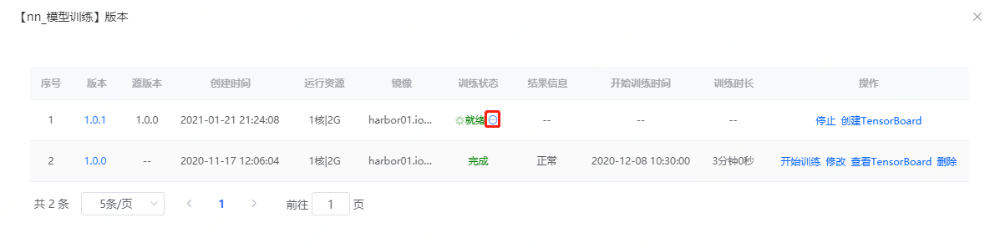 【nn_模型训练】版本
序号 版本 源版本 创建时间 运行资源 镜像 训练状态 结果信息 开始训练时间 训练时长 操作
1 1.0.1 1.0.0 2021-01-21 21:24:08 1核|2G harbor01.io... 就绪 -- -- -- 停止 创建TensorBoard
2 1.0.0 -- 2020-11-17 12:06:04 1核|2G harbor01.io... 完成 正常 2020-12-08 10:30:00 3分钟0秒 开始训练 修改 查看TensorBoard 删除
共 2 条 5条/页 1 前往 1 页